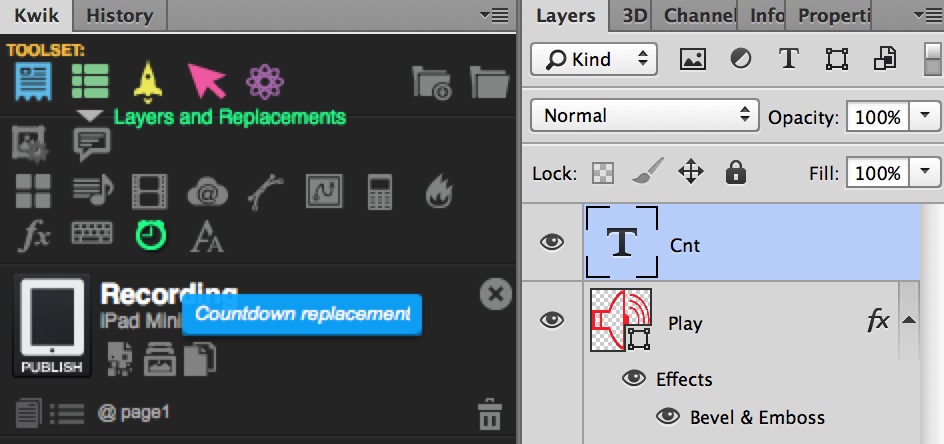 Kwik
History
TOOLSET:
Layers and Replacements
fx
Recording
iPad Mini
Countdown replacement
PUBLISH
@ page1
Layers
3D
Channel
Info
Properti
Kind
T
Normal
Opacity: 100%
Lock:
Fill: 100%
T
Cnt
Play
fx
Effects
Bevel & Emboss